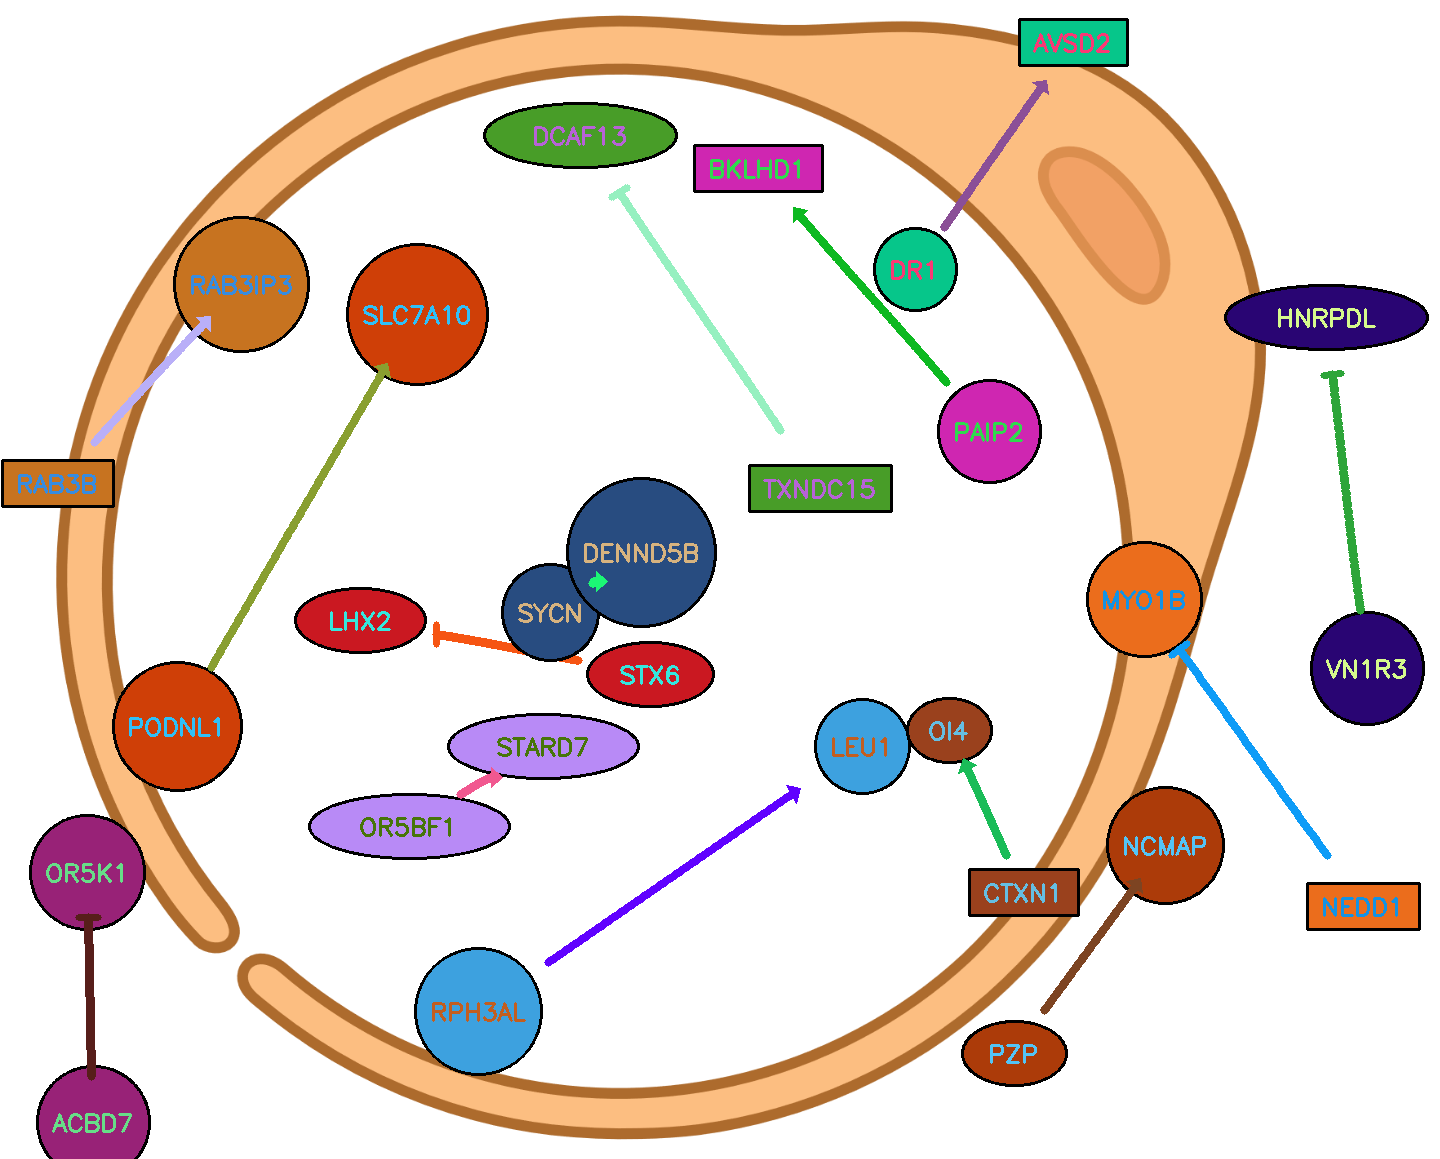 AVSD2
DCAF13
BKLHD1
DR1
RAB3IP3
SLC7A10
HNRPDL
PAIP2
RAB3B
TXNDC15
DENND5B
MYO1B
SYCN
LHX2
STX6
VN1R3
PODNL1
OI4
STARD7
LEU1
OR5BF1
NCMAP
OR5K1
CTXN1
NEDD1
RPH3AL
PZP
ACBD7